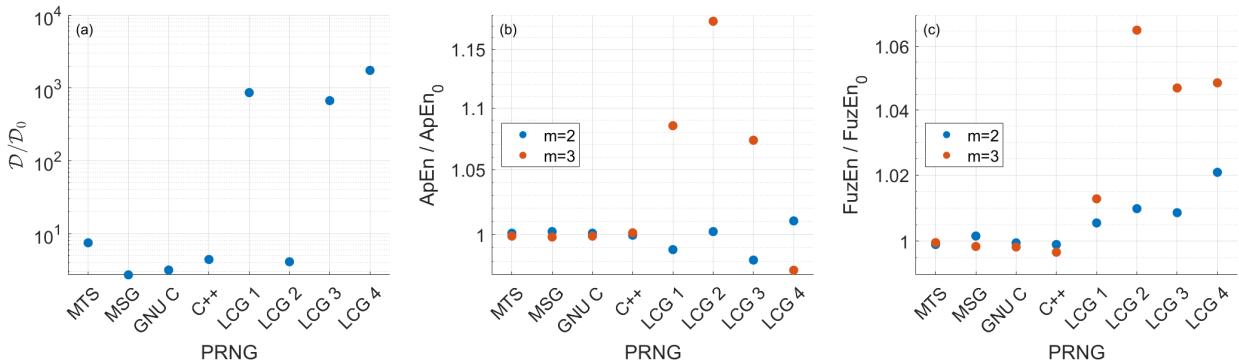 (a)
10^4
10^3
10^2
10^1
𝒟/𝒟_0
MTS
MSG
GNU C
C++
LCG 1
LCG 2
LCG 3
LCG 4
PRNG
(b)
1.15
1.1
1.05
1
ApEn / ApEn_0
m=2
m=3
MTS
MSG
GNU C
C++
LCG 1
LCG 2
LCG 3
LCG 4
PRNG
(c)
1.06
1.04
1.02
1
FuzEn / FuzEn_0
m=2
m=3
MTS
MSG
GNU C
C++
LCG 1
LCG 2
LCG 3
LCG 4
PRNG